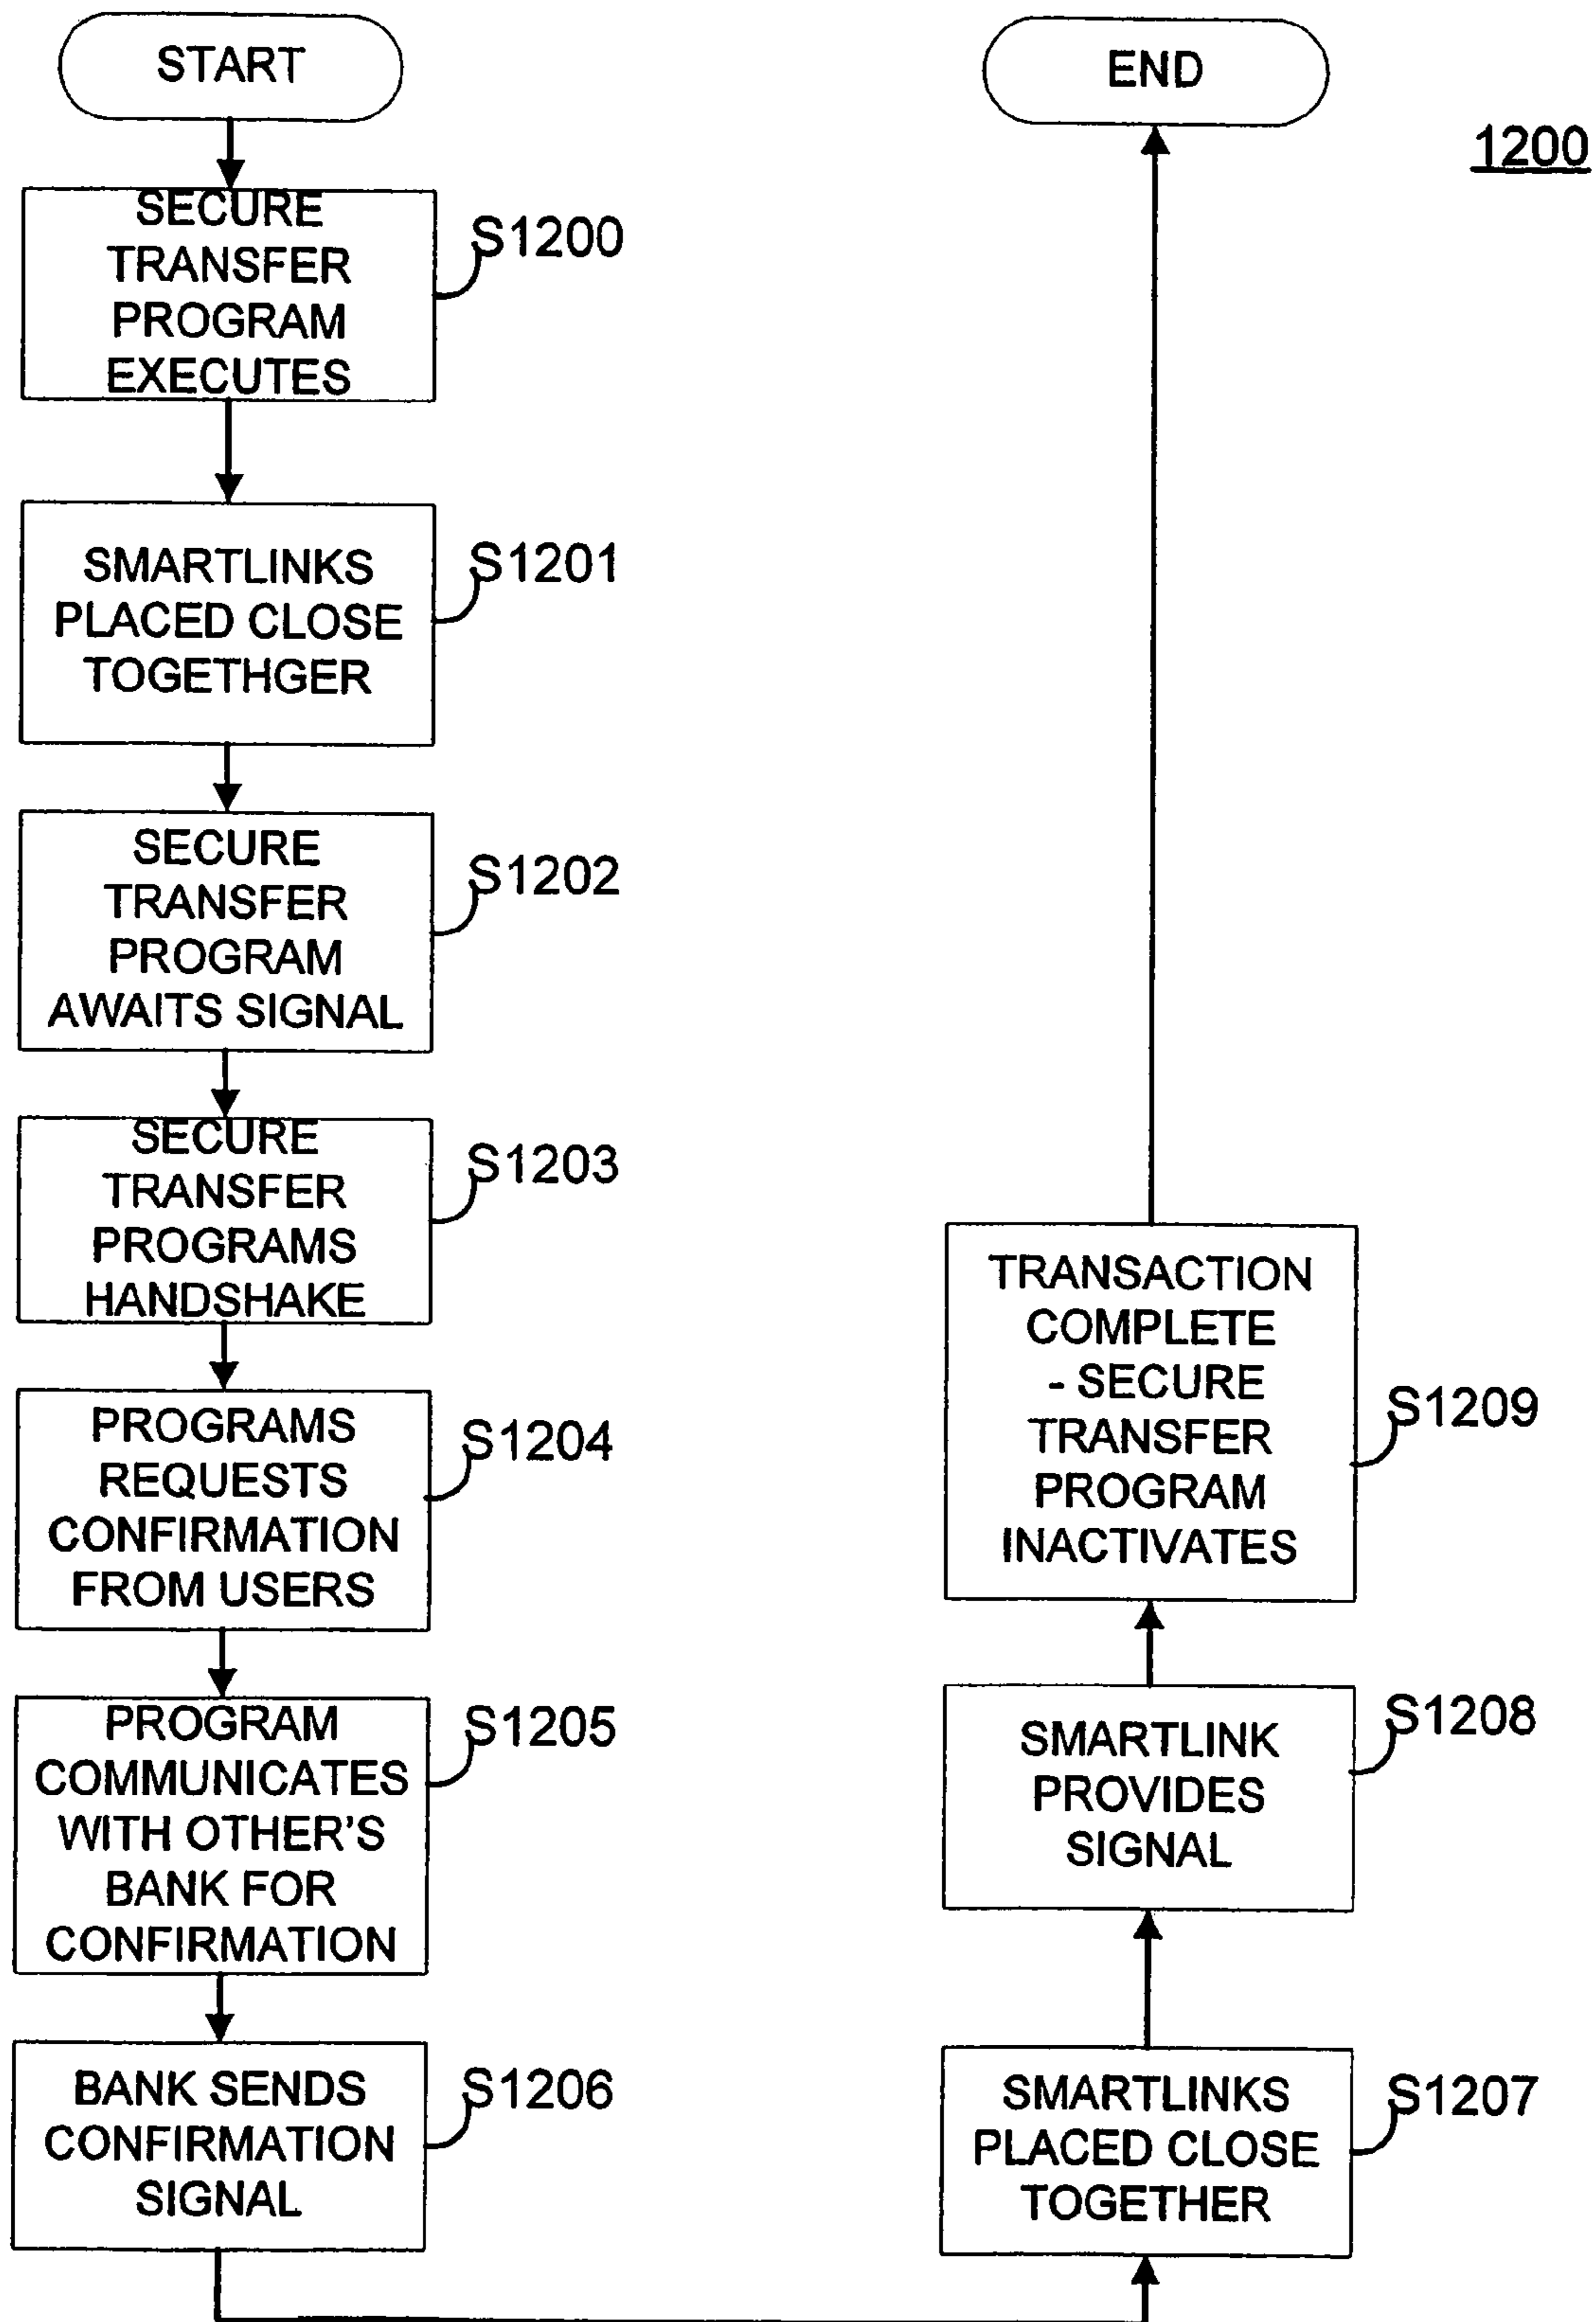 START
SECURE
TRANSFER
PROGRAM
EXECUTES
S1200
SMARTLINKS
PLACED CLOSE
TOGETHGER
S1201
SECURE
TRANSFER
PROGRAM
AWAITS SIGNAL
S1202
SECURE
TRANSFER
PROGRAMS
HANDSHAKE
S1203
PROGRAMS
REQUESTS
CONFIRMATION
FROM USERS
S1204
PROGRAM
COMMUNICATES
WITH OTHER'S
BANK FOR
CONFIRMATION
S1205
BANK SENDS
CONFIRMATION
SIGNAL
S1206
SMARTLINKS
PLACED CLOSE
TOGETHER
S1207
SMARTLINK
PROVIDES
SIGNAL
S1208
TRANSACTION
COMPLETE
- SECURE
TRANSFER
PROGRAM
INACTIVATES
S1209
END
1200